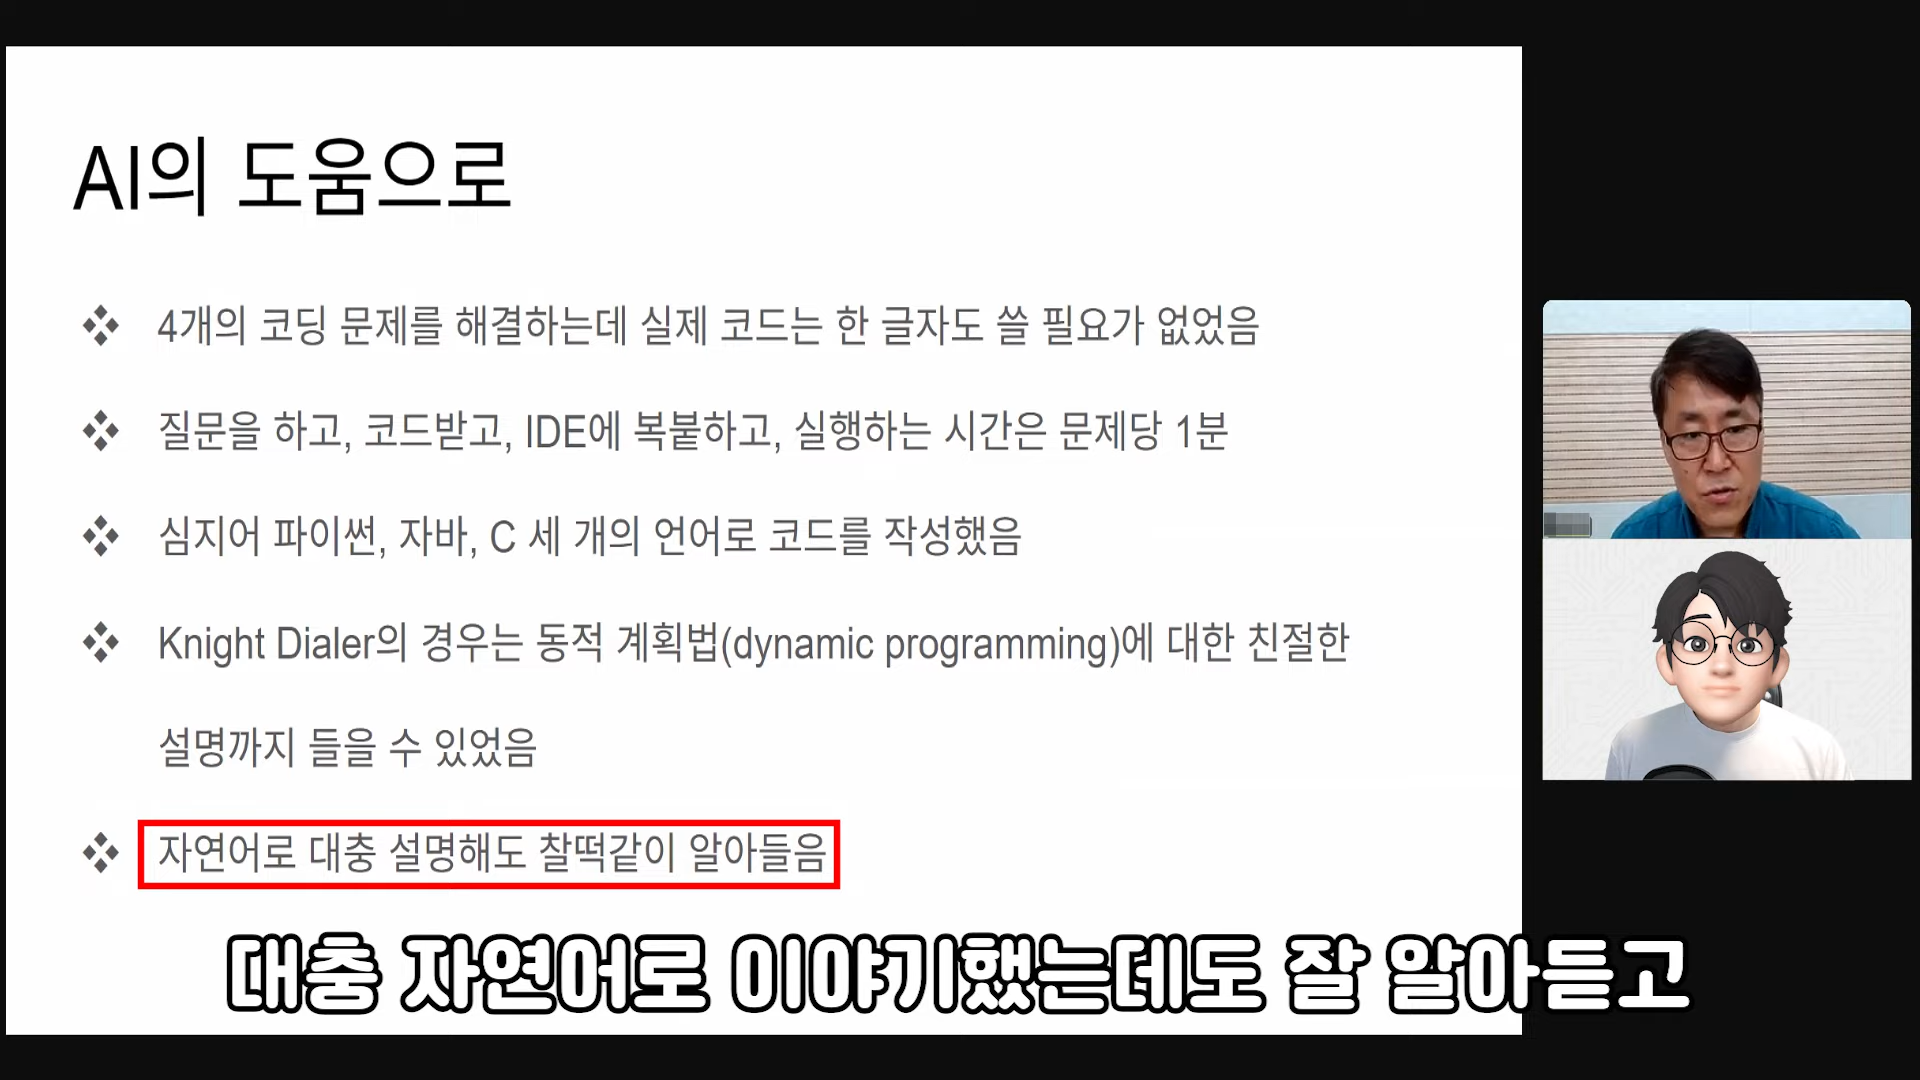 AI의 도움으로
4개의 코딩 문제를 해결하는데 실제 코드는 한 글자도 쓸 필요가 없었음
질문을 하고, 코드받고, IDE에 복붙하고, 실행하는 시간은 문제당 1분
심지어 파이썬, 자바, C 세 개의 언어로 코드를 작성했음
Knight Dialer의 경우는 동적 계획법(dynamic programming)에 대한 친절한
설명까지 들을 수 있었음
자연어로 대충 설명해도 찰떡같이 알아들음
대충 자연어로 이야기했는데도 잘 알아듣고